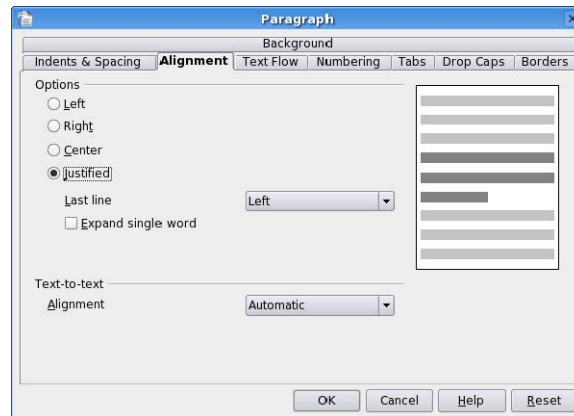 Paragraph
Background
Indents & Spacing Alignment Text Flow Numbering Tabs Drop Caps Borders
Options
Left
Right
Center
Justified
Last line Left
Expand single word
Text-to-text
Alignment Automatic
OK Cancel Help Reset